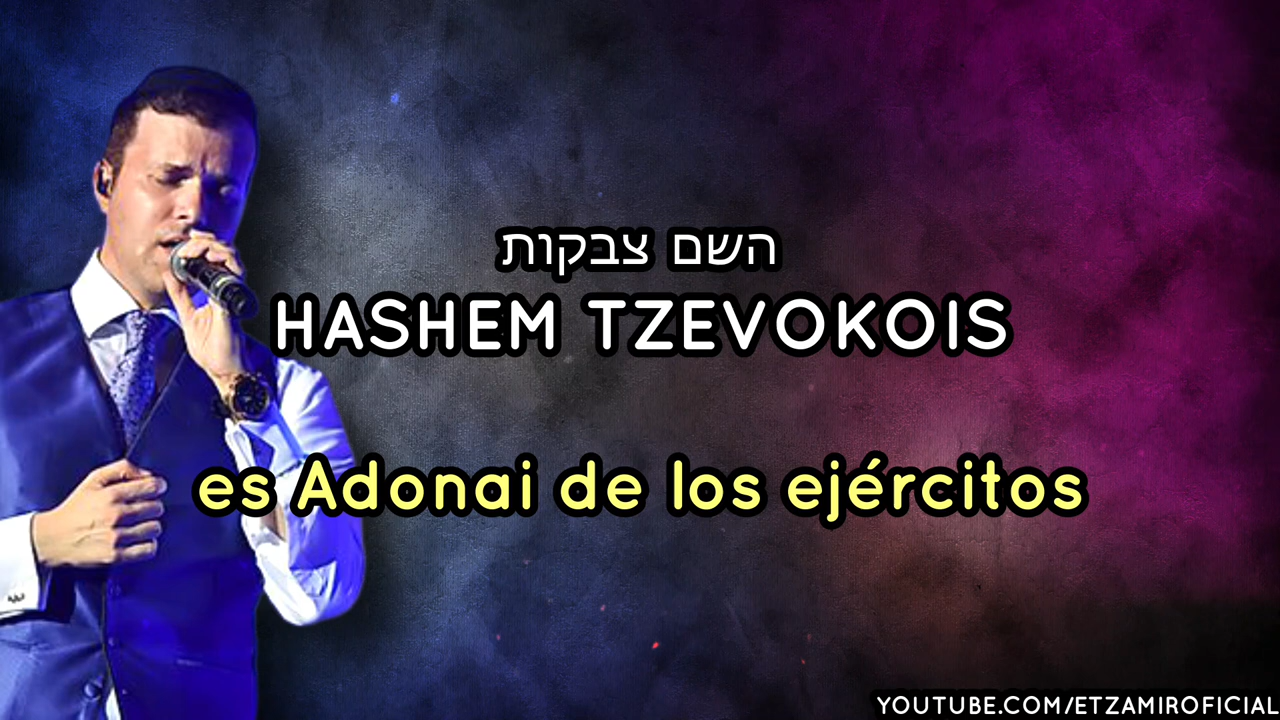 השם צבקות
HASHEM TZEVOKOIS
es Adonai de los ejércitos
YOUTUBE.COM/ETZAMIROFICIAL